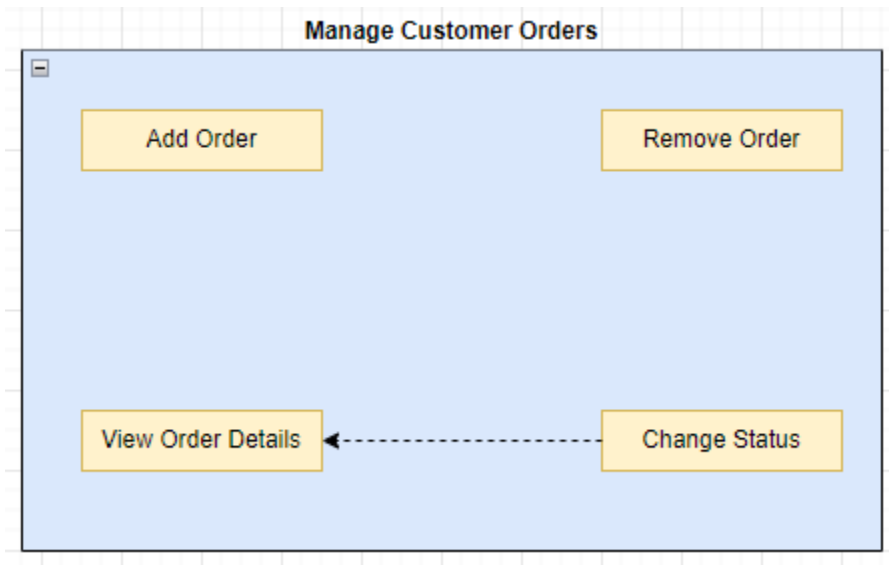 Manage Customer Orders
Add Order
Remove Order
View Order Details
Change Status